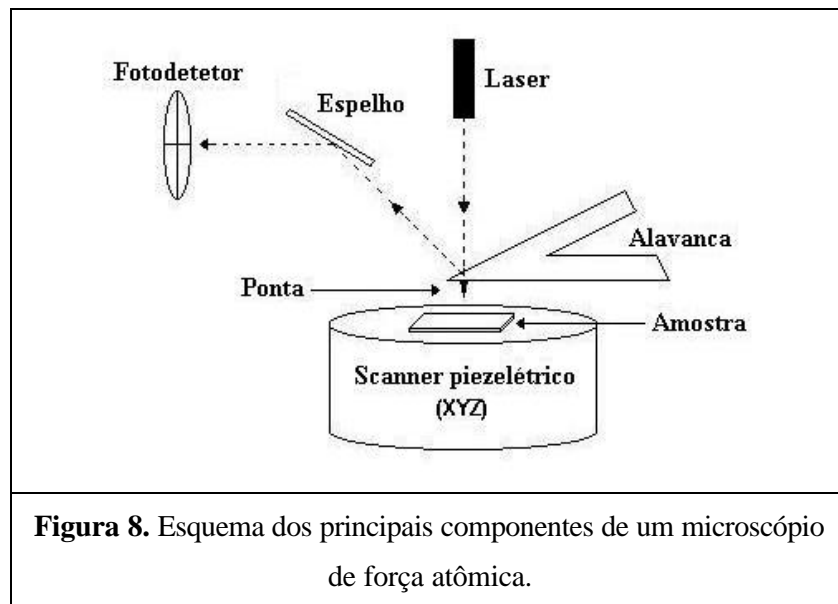 Fotodetetor
Espelho
Laser
Alavanca
Ponta
Amostra
Scanner piezelétrico
(XYZ)
Figura 8. Esquema dos principais componentes de um microscópio
de força atômica.